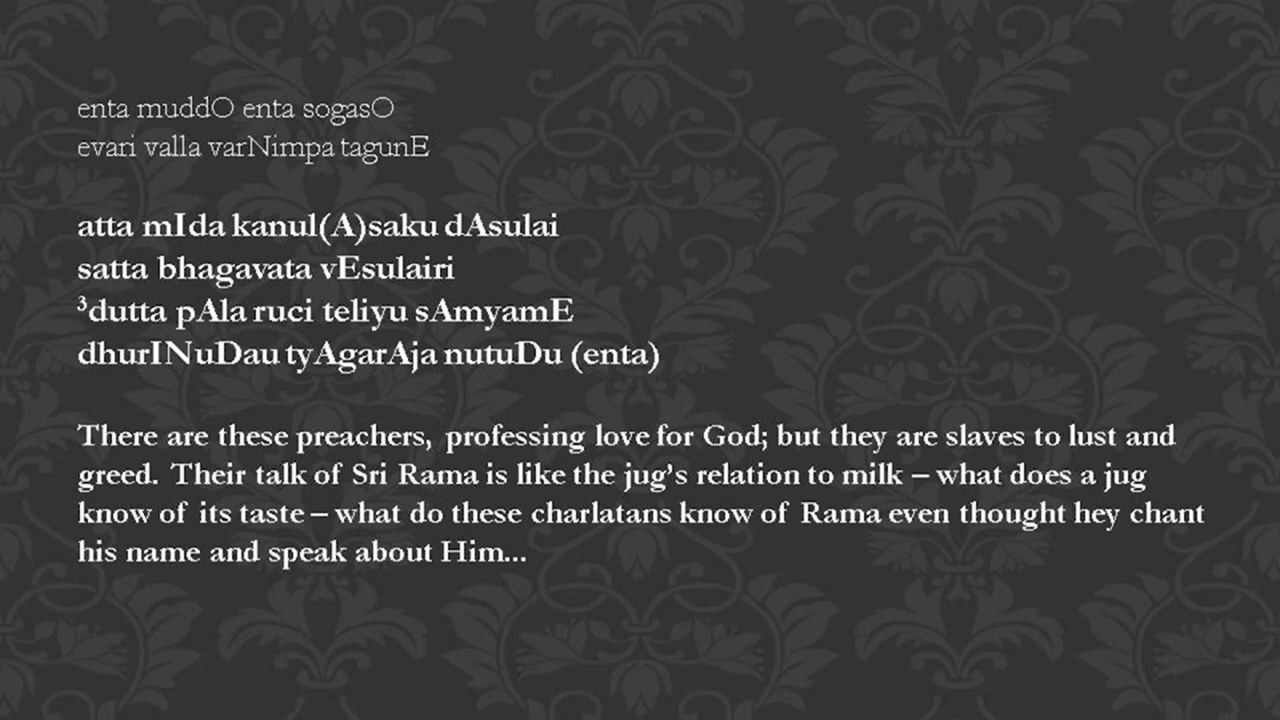 enta muddO enta sogasO
evari valla varNimpa tagunE
atta mIda kanul(A)saku dAsulai
satta bhagavata vEsulairi
³dutta pAla ruci teliyu sAmyamE
dhurINuDau tyAgarAja nutuDu (enta)
There are these preachers, professing love for God; but they are slaves to lust and
greed. Their talk of Sri Rama is like the jug's relation to milk – what does a jug
know of its taste – what do these charlatans know of Rama even thought hey chant
his name and speak about Him...